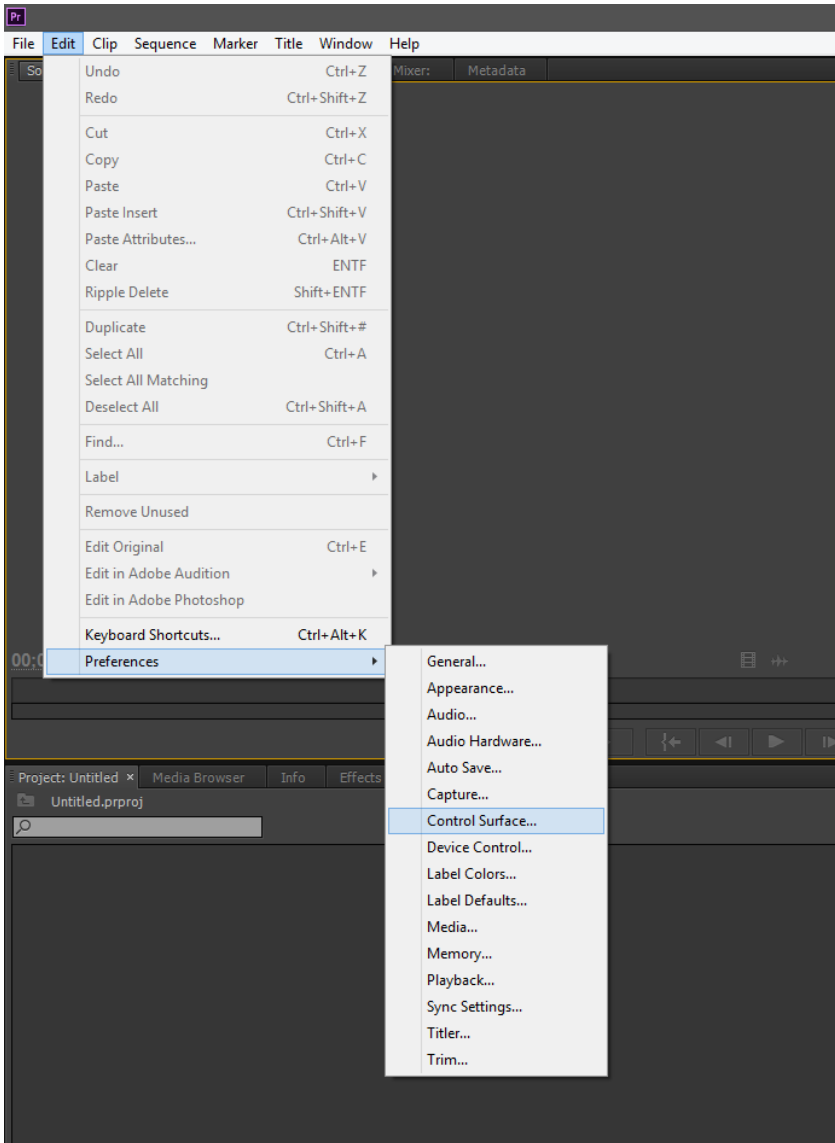 Pr
File Edit Clip Sequence Marker Title Window Help
So Mixer: Metadata
Undo Ctrl+Z
Redo Ctrl+Shift+Z
Cut Ctrl+X
Copy Ctrl+C
Paste Ctrl+V
Paste Insert Ctrl+Shift+V
Paste Attributes... Ctrl+Alt+V
Clear ENTF
Ripple Delete Shift+ENTF
Duplicate Ctrl+Shift+#
Select All Ctrl+A
Select All Matching
Deselect All Ctrl+Shift+A
Find... Ctrl+F
Label
Remove Unused
Edit Original Ctrl+E
Edit in Adobe Audition
Edit in Adobe Photoshop
Keyboard Shortcuts... Ctrl+Alt+K
Preferences
General...
Appearance...
Audio...
Audio Hardware...
Auto Save...
Capture...
Control Surface...
Device Control...
Label Colors...
Label Defaults...
Media...
Memory...
Playback...
Sync Settings...
Titler...
Trim...
Project: Untitled × Media Browser Info Effects
Untitled.prproj